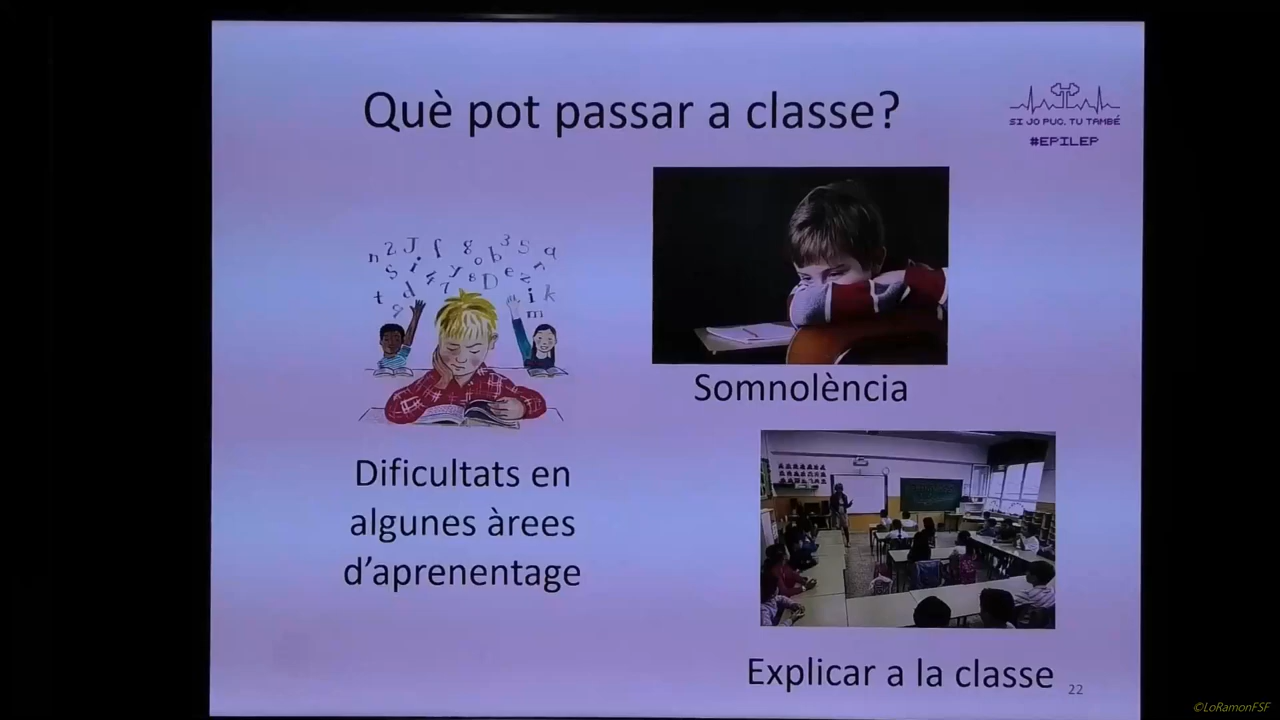 Què pot passar a classe?
SI JO PUC, TU TAMBÉ
#EPILEP
Dificultats en
algunes àrees
d’aprenentage
Somnolència
Explicar a la classe
22
©LoRamonFSF